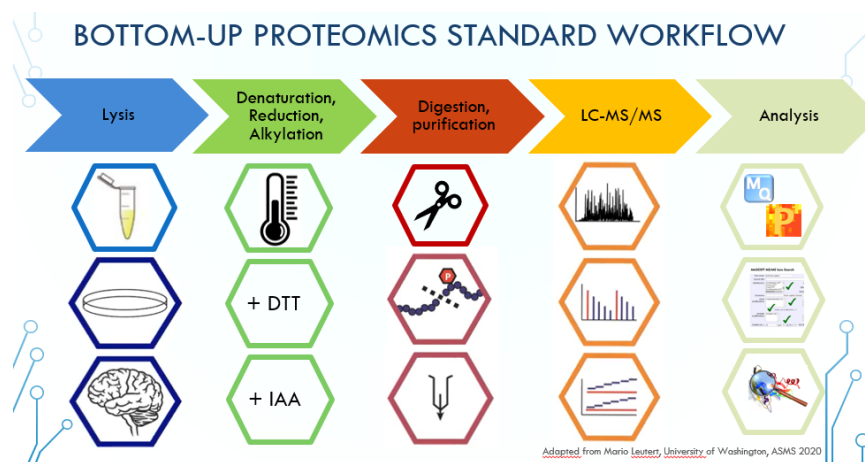 BOTTOM-UP PROTEOMICS STANDARD WORKFLOW
Lysis
Denaturation,
Reduction,
Alkylation
Digestion,
purification
LC-MS/MS
Analysis
M
Q
P
P
+ DTT
+ IAA
Adapted from Mario Leutert, University of Washington, ASMS 2020